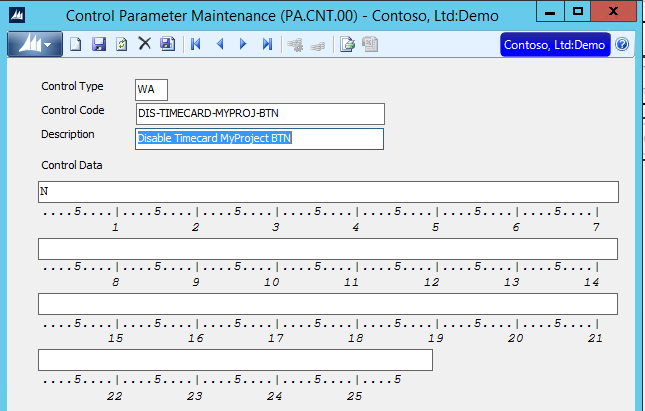 Control Parameter Maintenance (PA.CNT.00) - Contoso, Ltd:Demo
Contoso, Ltd:Demo
Control Type WA
Control Code DIS-TIMECARD-MYPROJ-BTN
Description Disable Timecard MyProject BTN
Control Data
N
....5....|....5....|....5....|....5....|....5....|....5....|....5....|
1 2 3 4 5 6 7
....5....|....5....|....5....|....5....|....5....|....5....|....5....|
8 9 10 11 12 13 14
....5....|....5....|....5....|....5....|....5....|....5....|....5....|
15 16 17 18 19 20 21
....5....|....5....|....5....|....5....|....5
22 23 24 25